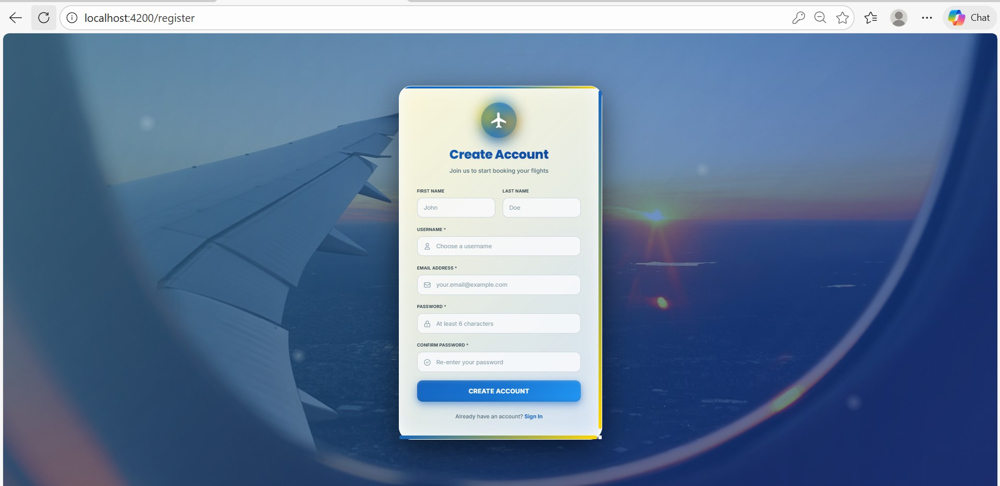 localhost:4200/register
Chat
Create Account
Join us to start booking your flights
FIRST NAME LAST NAME
John Doe
USERNAME *
Choose a username
EMAIL ADDRESS *
your.email@example.com
PASSWORD *
At least 6 characters
CONFIRM PASSWORD *
Re-enter your password
CREATE ACCOUNT
Already have an account? Sign In